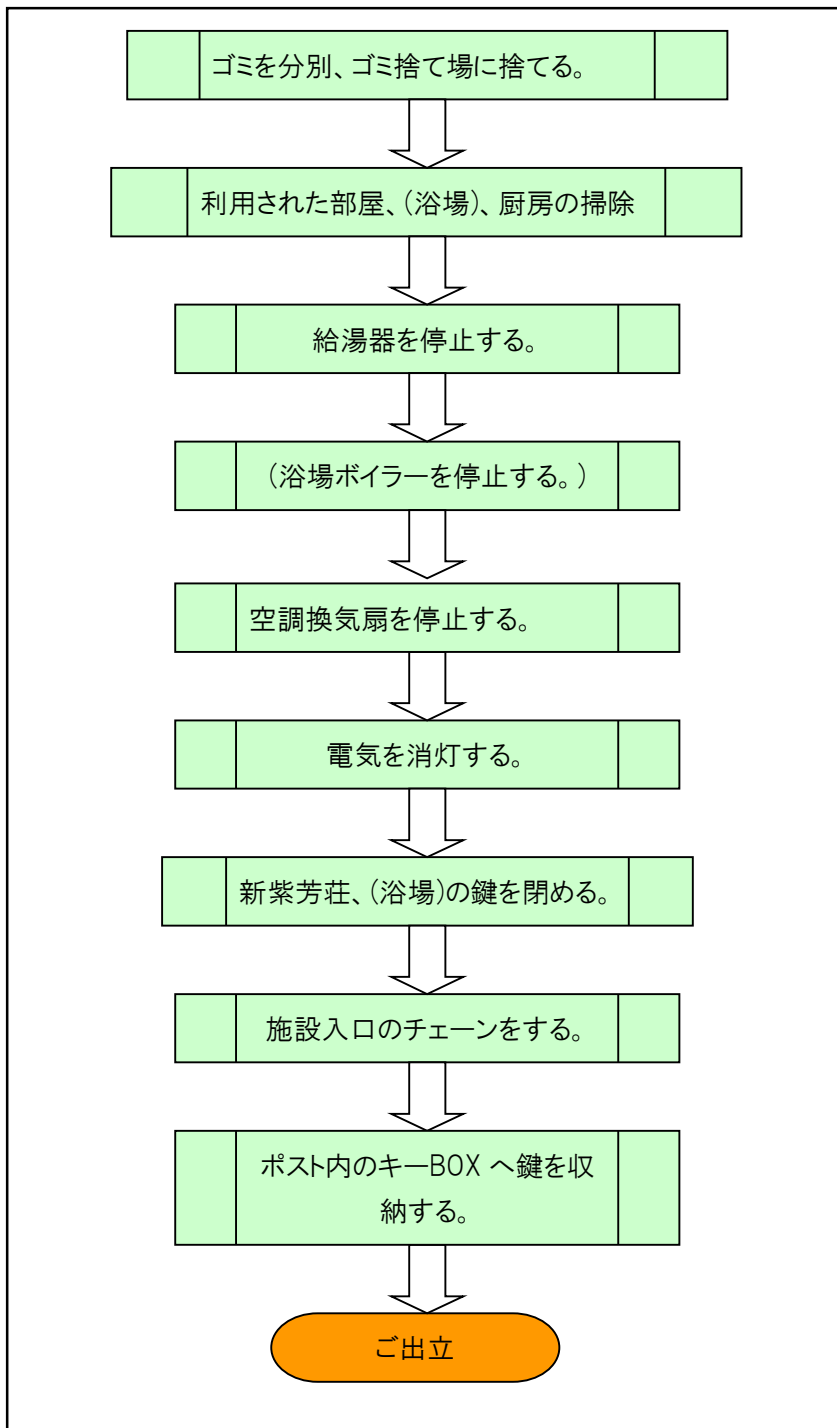 ゴミを分別、ゴミ捨て場に捨てる。
利用された部屋、(浴場)、厨房の掃除
給湯器を停止する。
(浴場ボイラーを停止する。)
空調換気扇を停止する。
電気を消灯する。
新紫芳荘、(浴場)の鍵を閉める。
施設入口のチェーンをする。
ポスト内のキーBOX へ鍵を収
納する。
ご出立